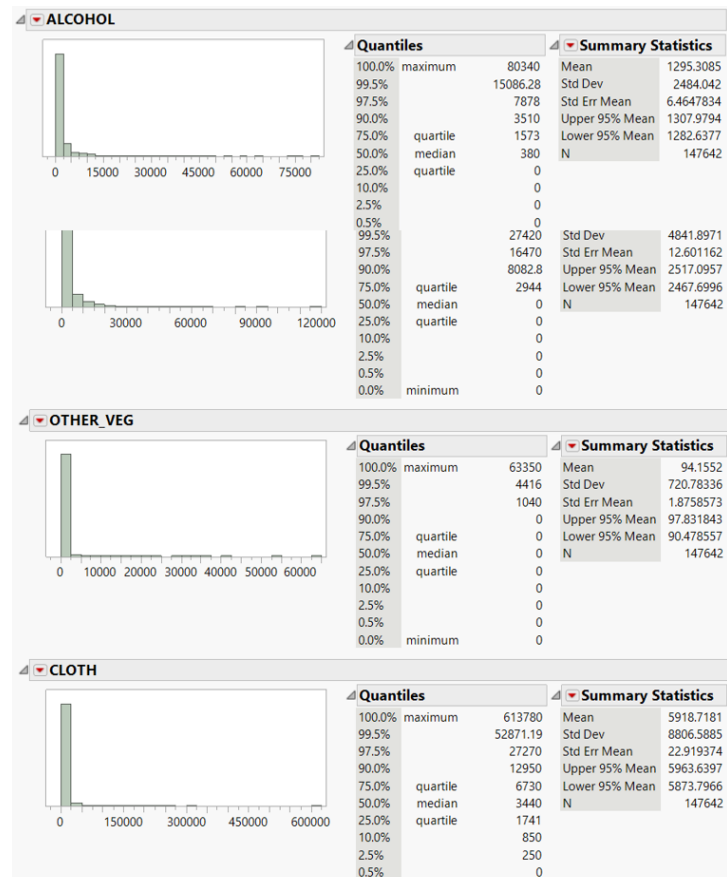 ALCOHOL
Quantiles
100.0% maximum 80340
99.5% 15086.28
97.5% 7878
90.0% 3510
75.0% quartile 1573
50.0% median 380
25.0% quartile 0
10.0% 0
2.5% 0
0.5% 0
Summary Statistics
Mean 1295.3085
Std Dev 2484.042
Std Err Mean 6.4647834
Upper 95% Mean 1307.9794
Lower 95% Mean 1282.6377
N 147642
0 15000 30000 45000 60000 75000
99.5% 27420
97.5% 16470
90.0% 8082.8
75.0% quartile 2944
50.0% median 0
25.0% quartile 0
10.0% 0
2.5% 0
0.5% 0
0.0% minimum 0
Std Dev 4841.8971
Std Err Mean 12.601162
Upper 95% Mean 2517.0957
Lower 95% Mean 2467.6996
N 147642
0 30000 60000 90000 120000
OTHER_VEG
Quantiles
100.0% maximum 63350
99.5% 4416
97.5% 1040
90.0% 0
75.0% quartile 0
50.0% median 0
25.0% quartile 0
10.0% 0
2.5% 0
0.5% 0
0.0% minimum 0
Summary Statistics
Mean 94.1552
Std Dev 720.78336
Std Err Mean 1.8758573
Upper 95% Mean 97.831843
Lower 95% Mean 90.478557
N 147642
0 10000 20000 30000 40000 50000 60000
CLOTH
Quantiles
100.0% maximum 613780
99.5% 52871.19
97.5% 27270
90.0% 12950
75.0% quartile 6730
50.0% median 3440
25.0% quartile 1741
10.0% 850
2.5% 250
0.5% 0
Summary Statistics
Mean 5918.7181
Std Dev 8806.5885
Std Err Mean 22.919374
Upper 95% Mean 5963.6397
Lower 95% Mean 5873.7966
N 147642
0 150000 300000 450000 600000